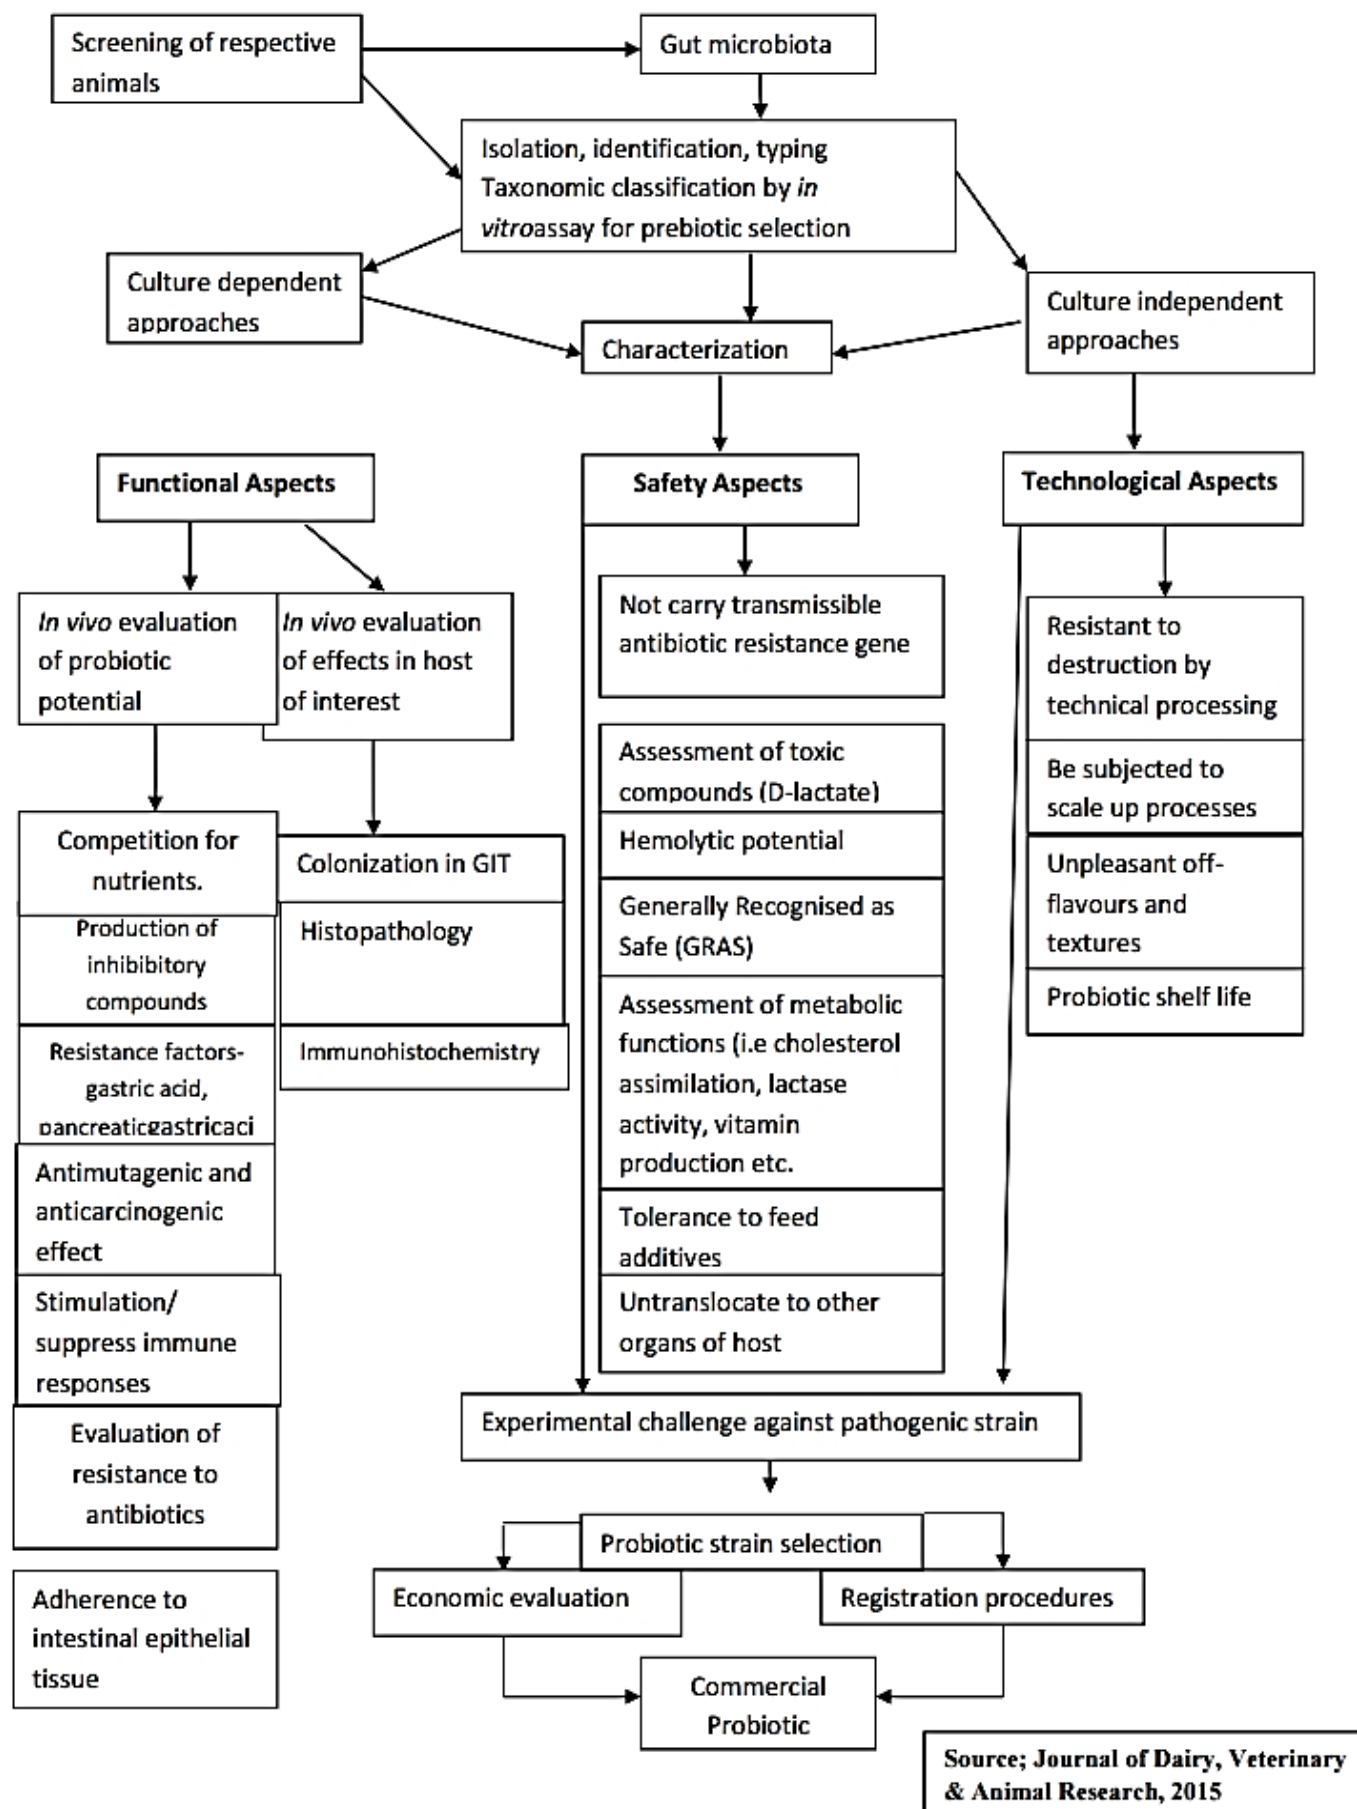 Screening of respective
animals
Gut microbiota
Isolation, identification, typing
Taxonomic classification by in
vitroassay for prebiotic selection
Culture dependent
approaches
Culture independent
approaches
Characterization
Functional Aspects
Safety Aspects
Technological Aspects
In vivo evaluation
of probiotic
potential
In vivo evaluation
of effects in host
of interest
Competition for
nutrients.
Production of
inhibibitory
compounds
Resistance factors-
gastric acid,
pancreaticgastricaci
Antimutagenic and
anticarcinogenic
effect
Stimulation/
suppress immune
responses
Evaluation of
resistance to
antibiotics
Adherence to
intestinal epithelial
tissue
Colonization in GIT
Histopathology
Immunohistochemistry
Not carry transmissible
antibiotic resistance gene
Assessment of toxic
compounds (D-lactate)
Hemolytic potential
Generally Recognised as
Safe (GRAS)
Assessment of metabolic
functions (i.e cholesterol
assimilation, lactase
activity, vitamin
production etc.
Tolerance to feed
additives
Untranslocate to other
organs of host
Resistant to
destruction by
technical processing
Be subjected to
scale up processes
Unpleasant off-
flavours and
textures
Probiotic shelf life
Experimental challenge against pathogenic strain
Probiotic strain selection
Economic evaluation
Registration procedures
Commercial
Probiotic
Source; Journal of Dairy, Veterinary
& Animal Research, 2015